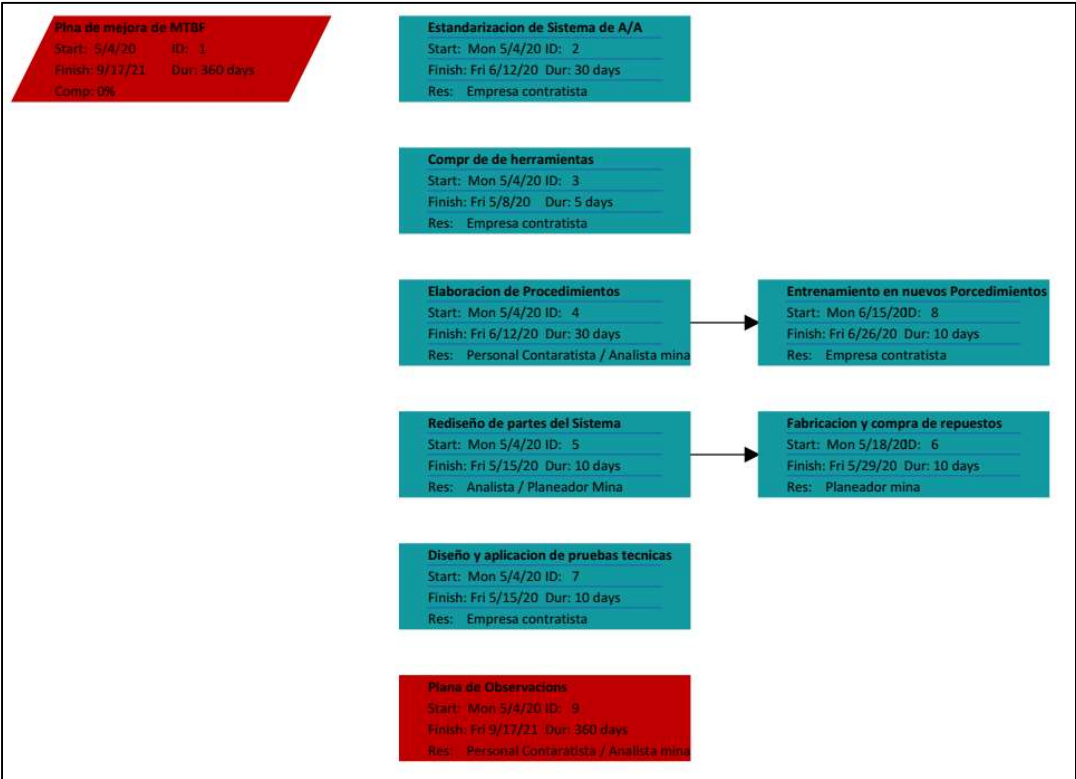 Plna de mejora de MTBF
Start: 5/4/20 ID: 1
Finish: 9/17/21 Dur: 360 days
Comp: 0%
Estandarizacion de Sistema de A/A
Start: Mon 5/4/20 ID: 2
Finish: Fri 6/12/20 Dur: 30 days
Res: Empresa contratista
Compr de de herramientas
Start: Mon 5/4/20 ID: 3
Finish: Fri 5/8/20 Dur: 5 days
Res: Empresa contratista
Elaboracion de Procedimientos
Start: Mon 5/4/20 ID: 4
Finish: Fri 6/12/20 Dur: 30 days
Res: Personal Contaratista / Analista mina
Entrenamiento en nuevos Porcedimientos
Start: Mon 6/15/20ID: 8
Finish: Fri 6/26/20 Dur: 10 days
Res: Empresa contratista
Rediseño de partes del Sistema
Start: Mon 5/4/20 ID: 5
Finish: Fri 5/15/20 Dur: 10 days
Res: Analista / Planeador Mina
Fabricacion y compra de repuestos
Start: Mon 5/18/20ID: 6
Finish: Fri 5/29/20 Dur: 10 days
Res: Planeador mina
Diseño y aplicacion de pruebas tecnicas
Start: Mon 5/4/20 ID: 7
Finish: Fri 5/15/20 Dur: 10 days
Res: Empresa contratista
Plana de Observacions
Start: Mon 5/4/20 ID: 9
Finish: Fri 9/17/21 Dur: 360 days
Res: Personal Contaratista / Analista mina